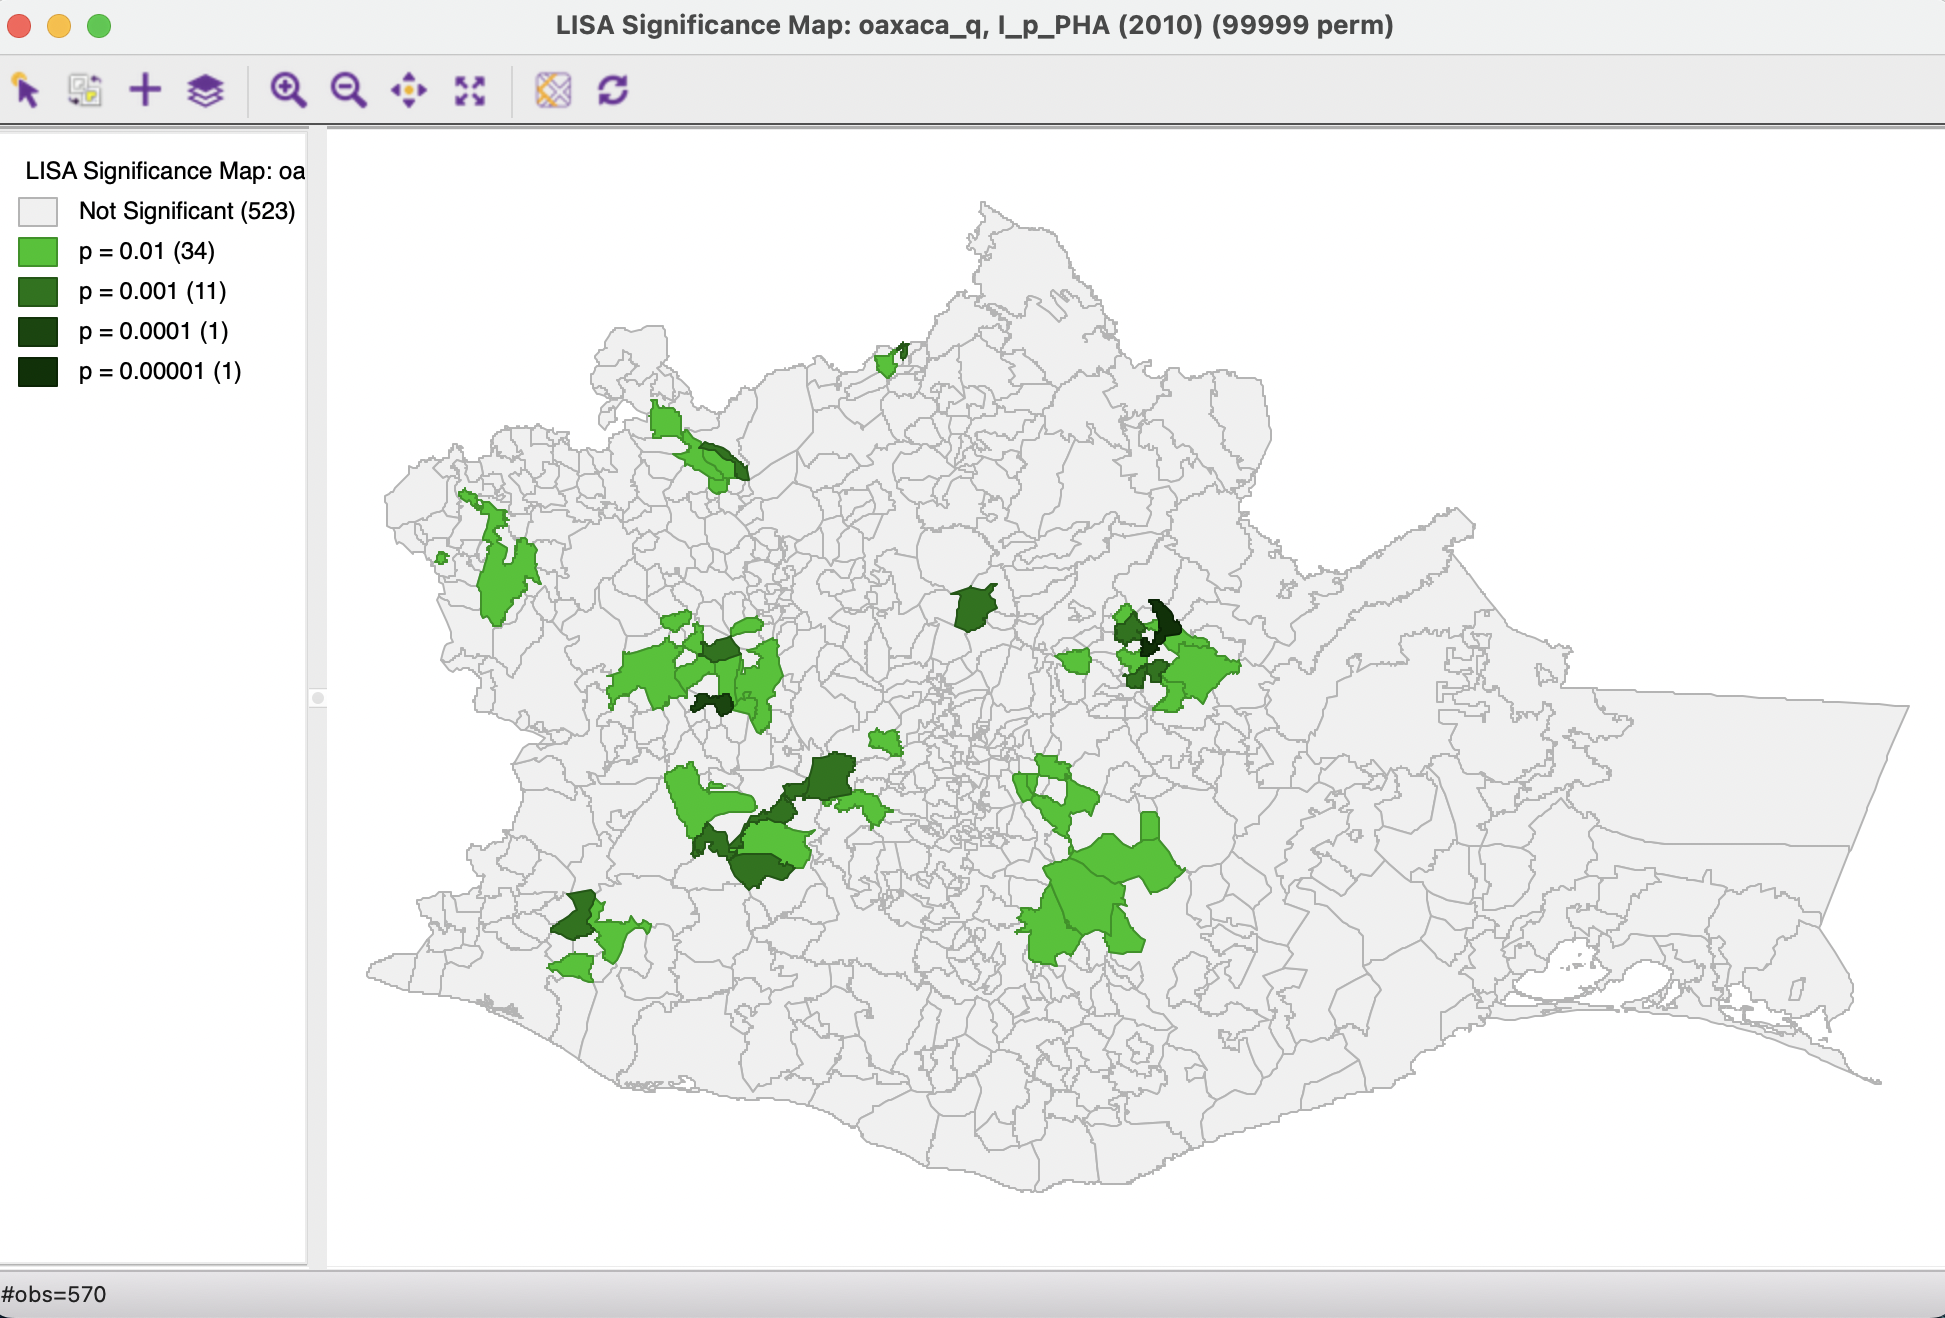 LISA Significance Map: oaxaca_q, I_p_PHA (2010) (99999 perm)
LISA Significance Map: oa
Not Significant (523)
p = 0.01 (34)
p = 0.001 (11)
p = 0.0001 (1)
p = 0.00001 (1)
#obs=570